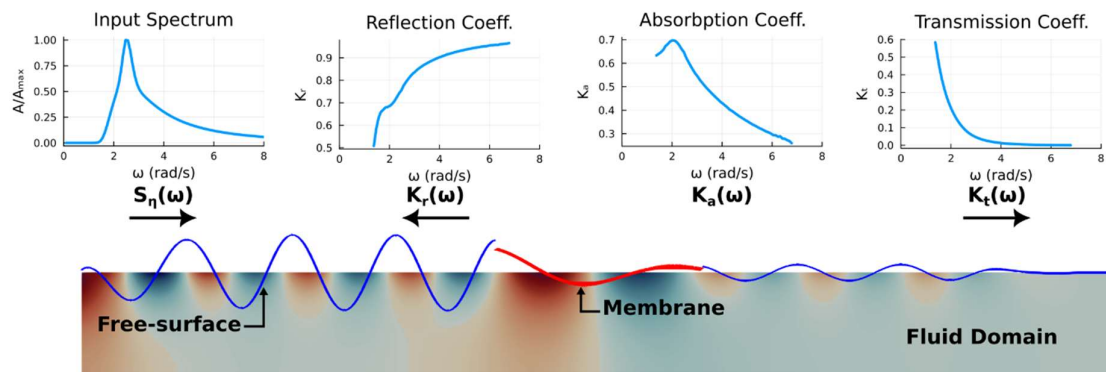 Input Spectrum
Reflection Coeff.
Absorbption Coeff.
Transmission Coeff.
1.00
0.75
0.50
0.25
0.00
A/Aₘₐₓ
0 2 4 6 8
ω (rad/s)
0.9
0.8
0.7
0.6
0.5
Kᵣ
0 2 4 6 8
ω (rad/s)
0.7
0.6
0.5
0.4
0.3
Kₐ
0 2 4 6 8
ω (rad/s)
0.6
0.5
0.4
0.3
0.2
0.1
0.0
Kₜ
0 2 4 6 8
ω (rad/s)
Sη(ω)
Kᵣ(ω)
Kₐ(ω)
Kₜ(ω)
Free-surface
Membrane
Fluid Domain